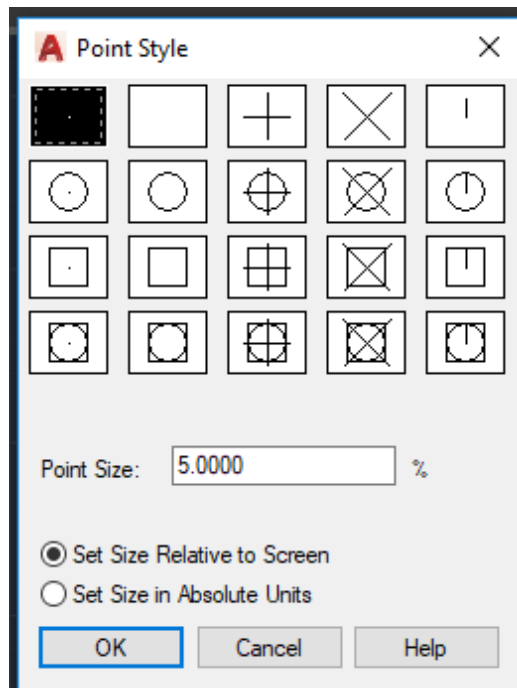 Point Style
Point Size: 5.0000 %
Set Size Relative to Screen
Set Size in Absolute Units
OK Cancel Help